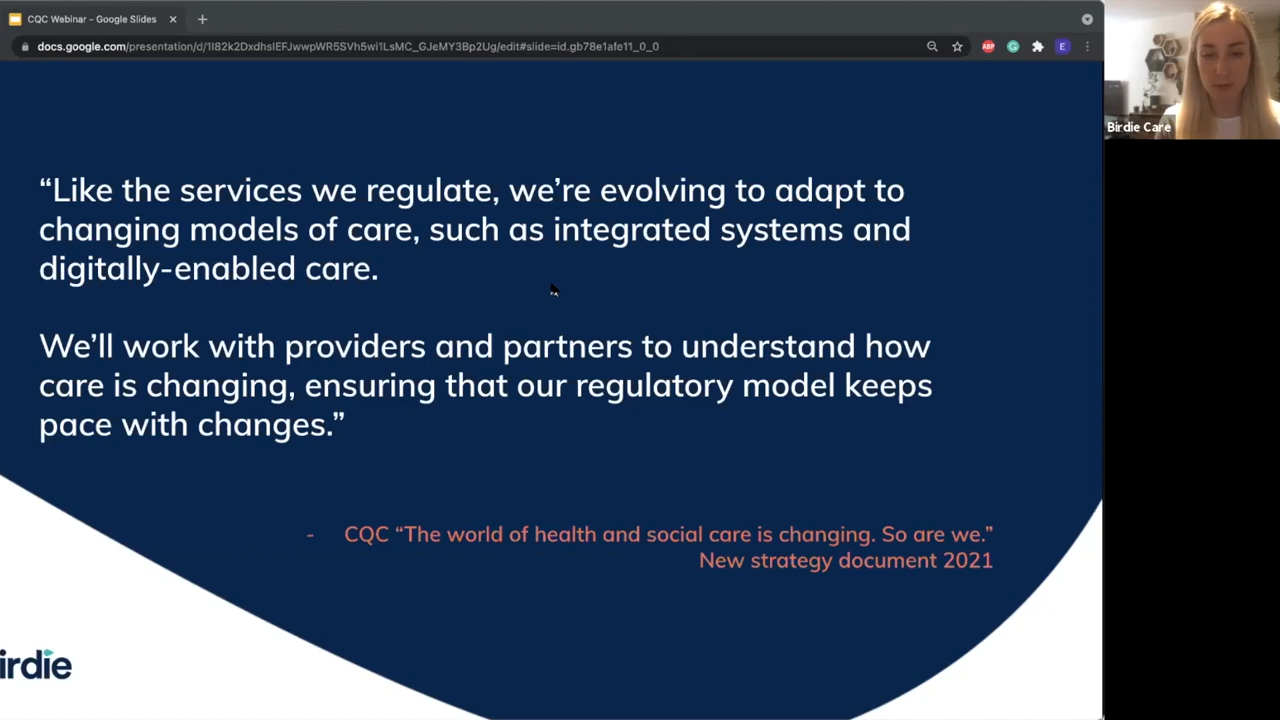 CQC Webinar - Google Slides
docs.google.com/presentation/d/1I82k2DxdhsIEFJwwpWR5SVh5wi1LsMC_GJeMY3Bp2Ug/edit#slide=id.gb78e1afe11_0_0
ABP
E
Birdie Care
“Like the services we regulate, we’re evolving to adapt to
changing models of care, such as integrated systems and
digitally-enabled care.
We’ll work with providers and partners to understand how
care is changing, ensuring that our regulatory model keeps
pace with changes.”
- CQC “The world of health and social care is changing. So are we.”
New strategy document 2021
irdie